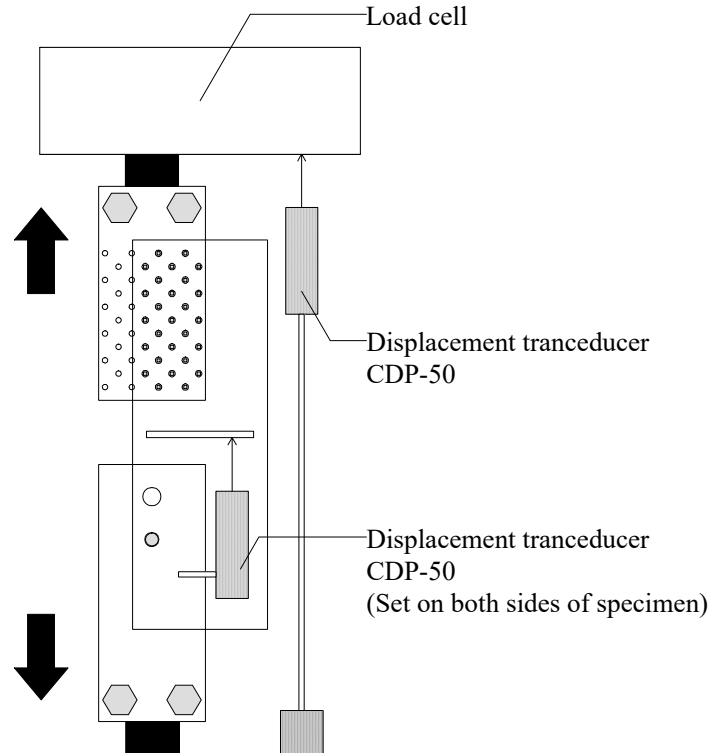 Load cell
Displacement tranceducer
CDP-50
Displacement tranceducer
CDP-50
(Set on both sides of specimen)